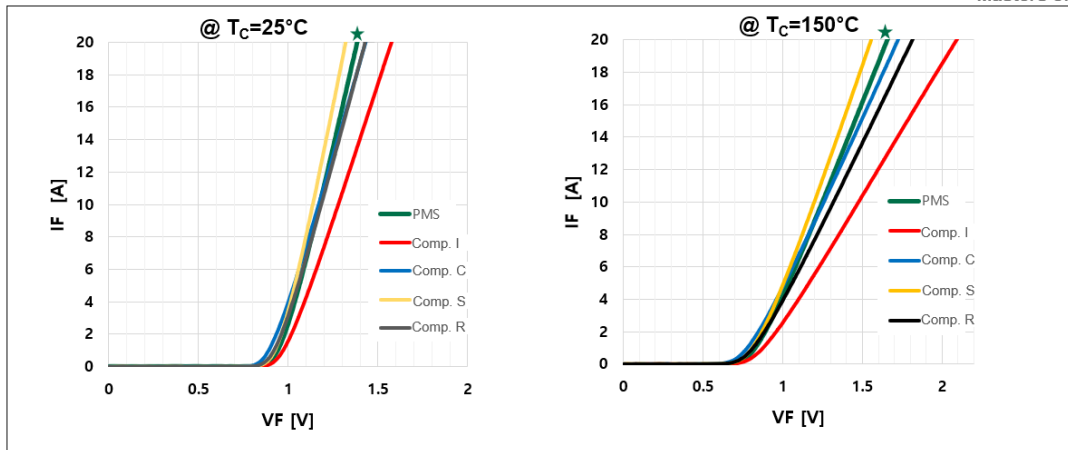 @ TC=25°C
20
18
16
14
12
10
8
6
4
2
0
IF [A]
PMS
Comp. I
Comp. C
Comp. S
Comp. R
0
0.5
1
1.5
2
VF [V]
@ TC=150°C
20
18
16
14
12
10
8
6
4
2
0
IF [A]
PMS
Comp. I
Comp. C
Comp. S
Comp. R
0
0.5
1
1.5
2
VF [V]